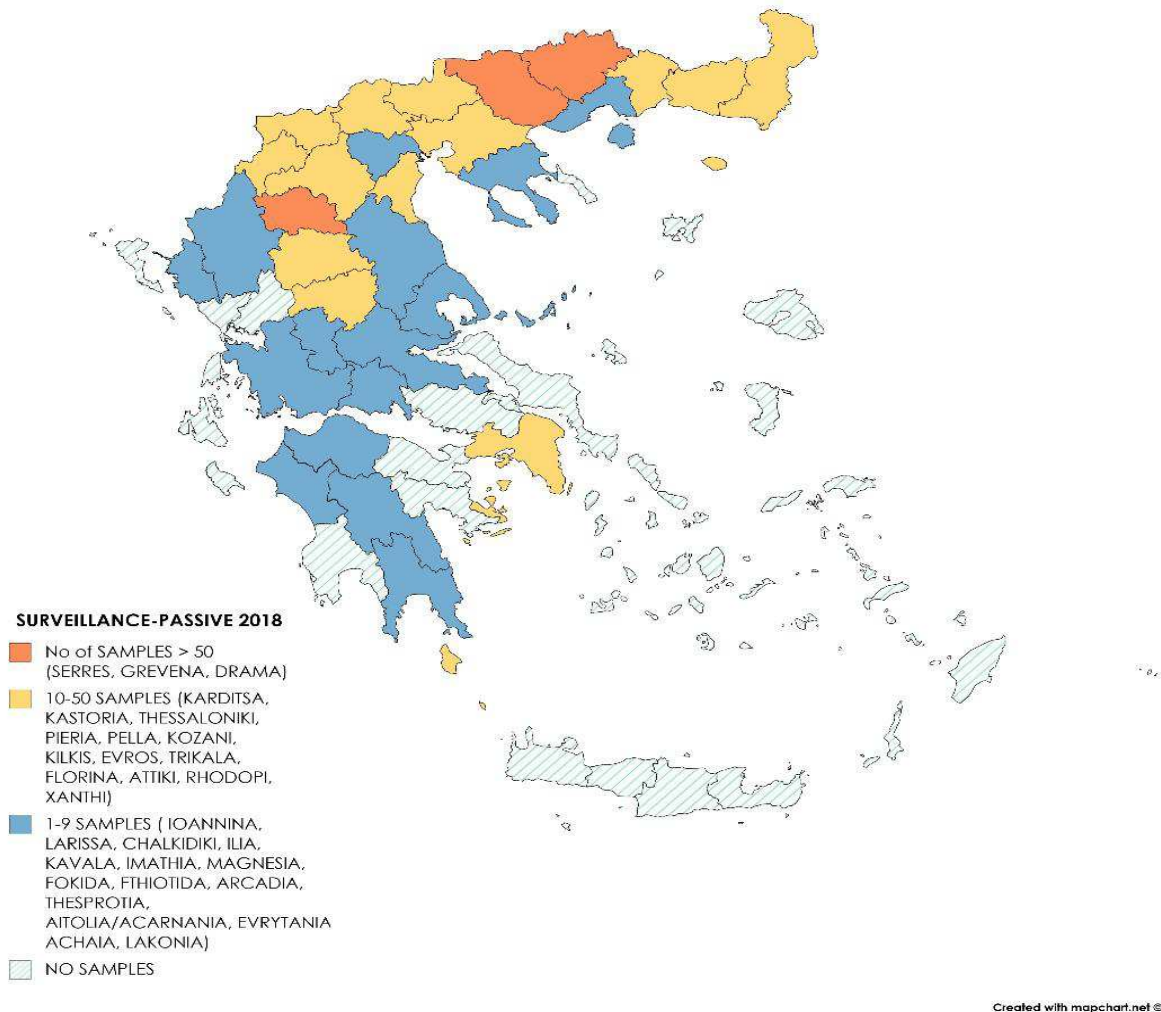 SURVEILLANCE-PASSIVE 2018
No of SAMPLES > 50
(SERRES, GREVENA, DRAMA)
10-50 SAMPLES (KARDITSA,
KASTORIA, THESSALONIKI,
PIERIA, PELLA, KOZANI,
KILKIS, EVROS, TRIKALA,
FLORINA, ATTIKI, RHODOPI,
XANTHI)
1-9 SAMPLES ( IOANNINA,
LARISSA, CHALKIDIKI, ILIA,
KAVALA, IMATHIA, MAGNESIA,
FOKIDA, FTHIOTIDA, ARCADIA,
THESPROTIA,
AITOLIA/ACARNANIA, EVRYTANIA
ACHAIA, LAKONIA)
NO SAMPLES
Created with mapchart.net ©